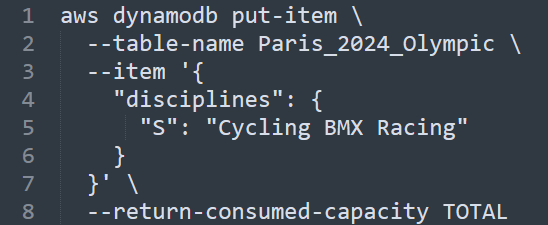 1 aws dynamodb put-item \
2   --table-name Paris_2024_Olympic \
3   --item '{
4     "disciplines": {
5       "S": "Cycling BMX Racing"
6     }
7   }' \
8   --return-consumed-capacity TOTAL